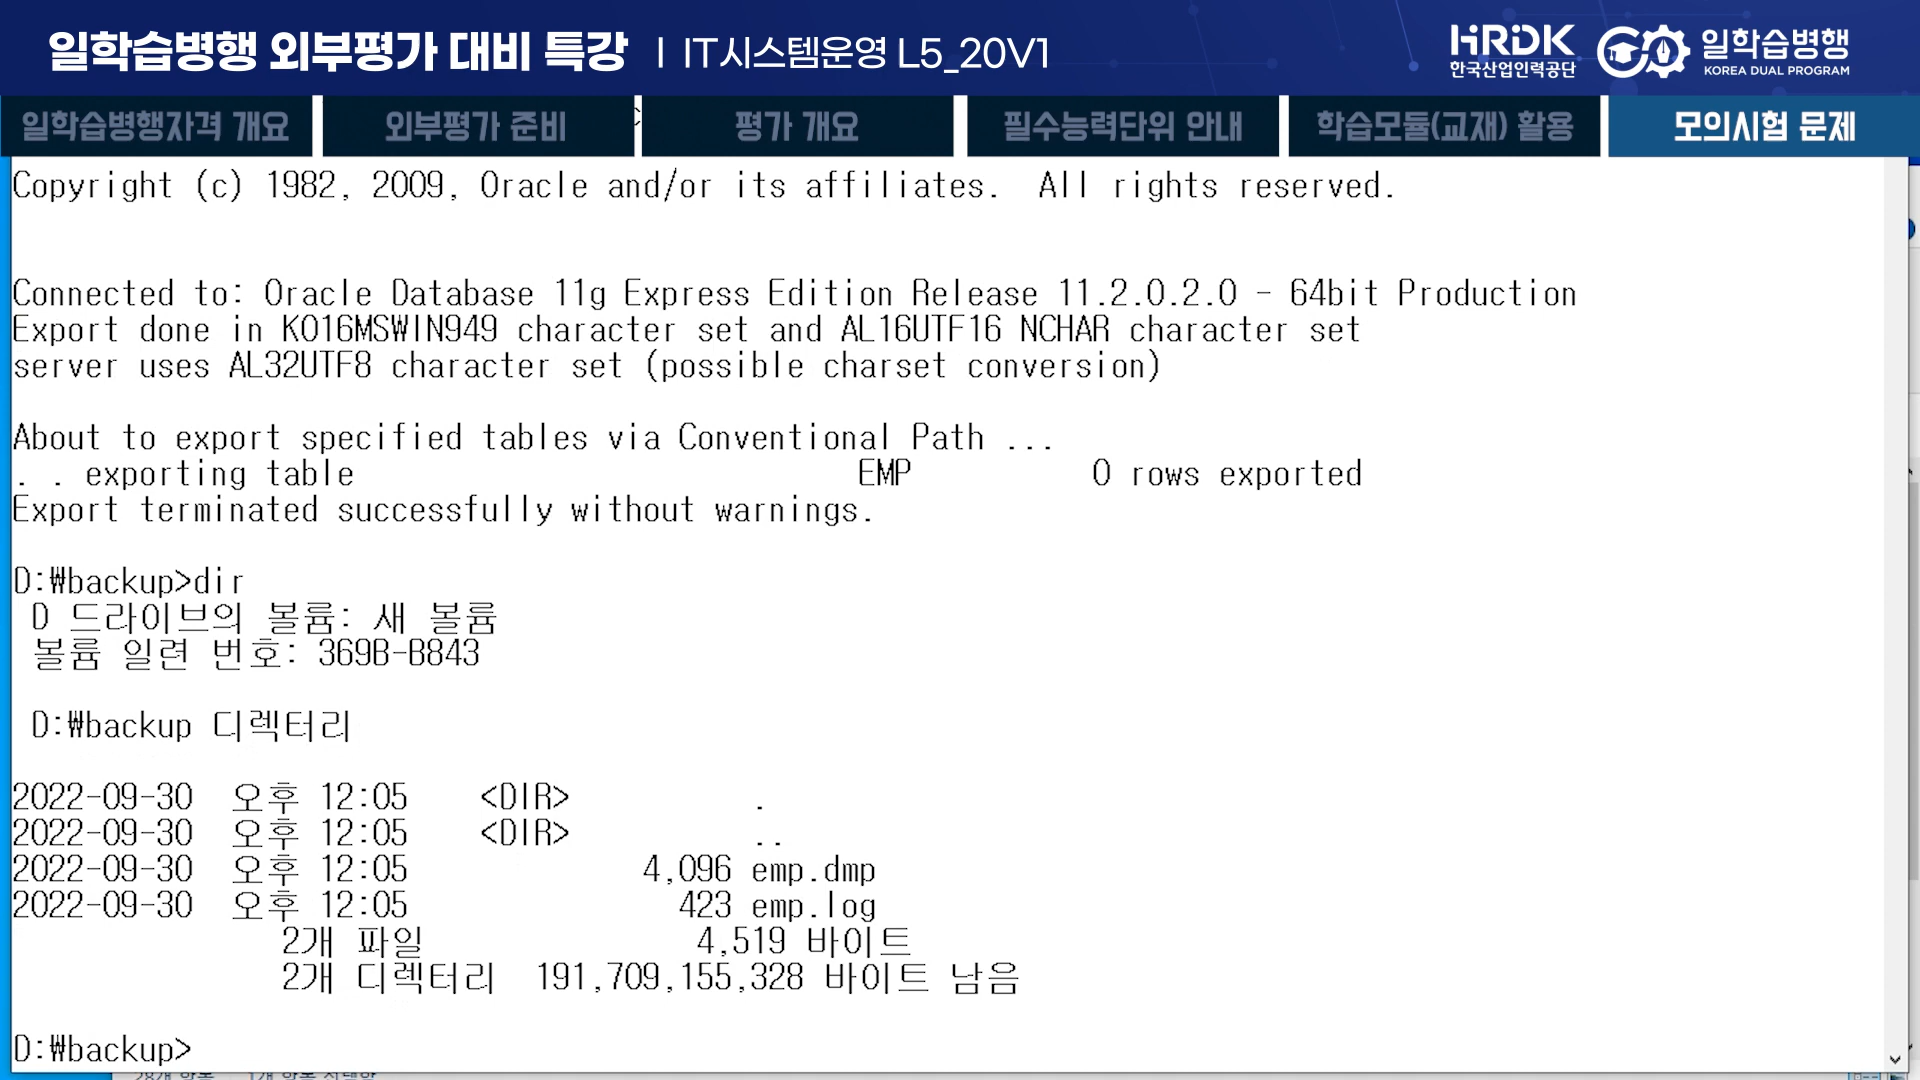 일학습병행 외부평가 대비 특강 | IT시스템운영 L5_20V1
HRDK 한국산업인력공단
일학습병행 KOREA DUAL PROGRAM
일학습병행자격 개요 외부평가 준비 평가 개요 필수능력단위 안내 학습모듈(교재) 활용 모의시험 문제
Copyright (c) 1982, 2009, Oracle and/or its affiliates.  All rights reserved.
Connected to: Oracle Database 11g Express Edition Release 11.2.0.2.0 - 64bit Production
Export done in KO16MSWIN949 character set and AL16UTF16 NCHAR character set
server uses AL32UTF8 character set (possible charset conversion)
About to export specified tables via Conventional Path ...
. . exporting table                            EMP          0 rows exported
Export terminated successfully without warnings.
D:₩backup>dir
D 드라이브의 볼륨: 새 볼륨
볼륨 일련 번호: 369B-B843
D:₩backup 디렉터리
2022-09-30  오후 12:05    <DIR>          .
2022-09-30  오후 12:05    <DIR>          ..
2022-09-30  오후 12:05             4,096 emp.dmp
2022-09-30  오후 12:05               423 emp.log
2개 파일               4,519 바이트
2개 디렉터리  191,709,155,328 바이트 남음
D:₩backup>